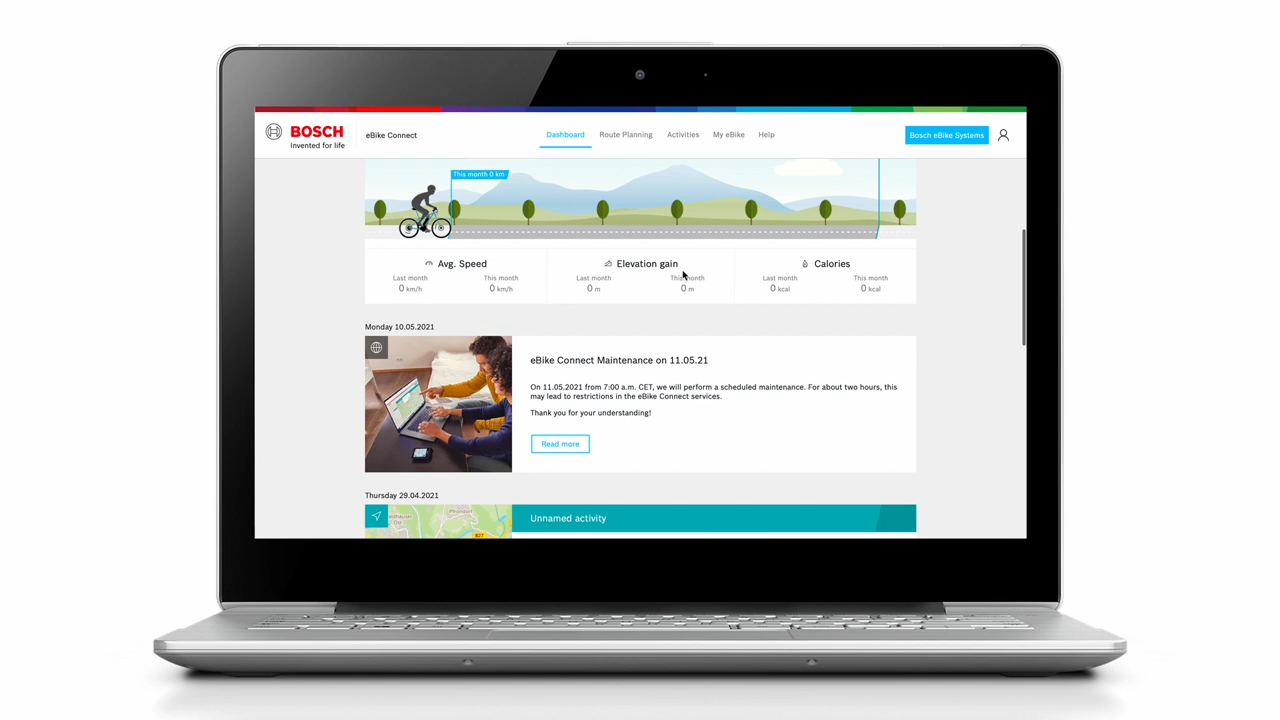 BOSCH
Invented for life
eBike Connect
Dashboard
Route Planning
Activities
My eBike
Help
Bosch eBike Systems
This month 0 km
Avg. Speed
Last month
This month
0 km/h
0 km/h
Elevation gain
Last month
This month
0 m
0 m
Calories
Last month
This month
0 kcal
0 kcal
Monday 10.05.2021
eBike Connect Maintenance on 11.05.21
On 11.05.2021 from 7:00 a.m. CET, we will perform a scheduled maintenance. For about two hours, this
may lead to restrictions in the eBike Connect services.
Thank you for your understanding!
Read more
Thursday 29.04.2021
Unnamed activity
Pfrondorf
B27